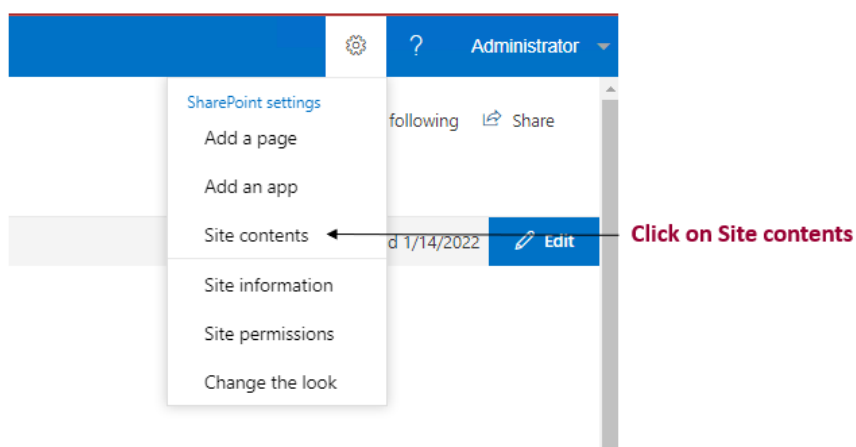 ? Administrator
SharePoint settings
following Share
Add a page
Add an app
Site contents
d 1/14/2022 Edit
Click on Site contents
Site information
Site permissions
Change the look